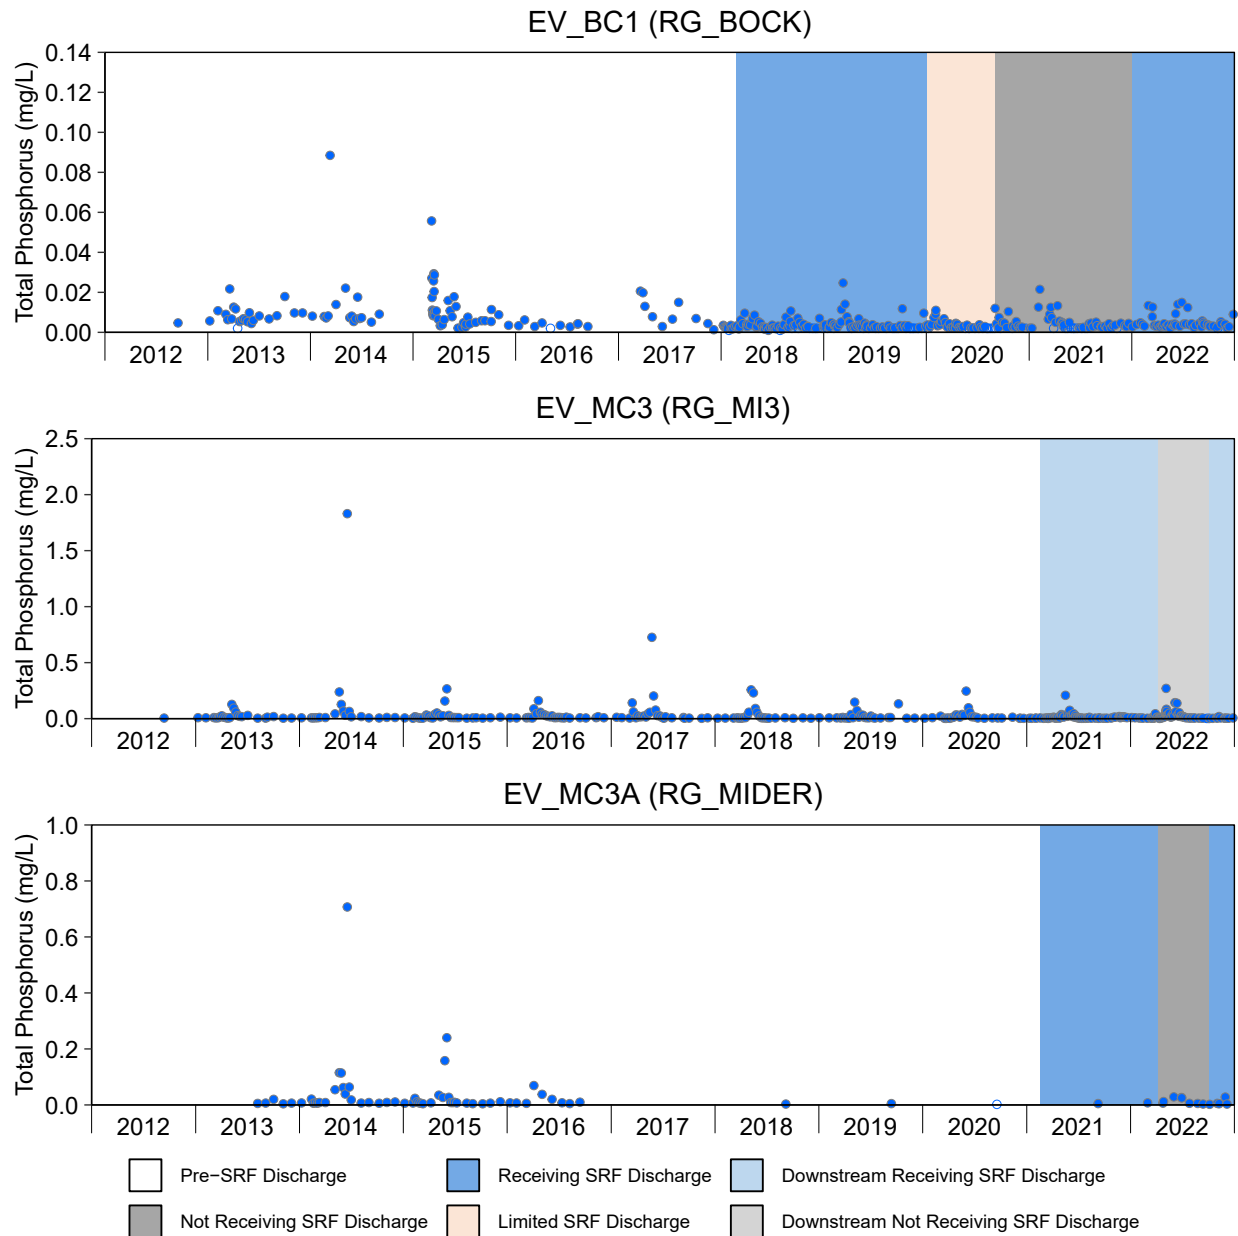 EV_BC1 (RG_BOCK)
Total Phosphorus (mg/L)
0.14
0.12
0.10
0.08
0.06
0.04
0.02
0.00
2012 2013 2014 2015 2016 2017 2018 2019 2020 2021 2022
EV_MC3 (RG_MI3)
Total Phosphorus (mg/L)
2.5
2.0
1.5
1.0
0.5
0.0
2012 2013 2014 2015 2016 2017 2018 2019 2020 2021 2022
EV_MC3A (RG_MIDER)
Total Phosphorus (mg/L)
1.0
0.8
0.6
0.4
0.2
0.0
2012 2013 2014 2015 2016 2017 2018 2019 2020 2021 2022
Pre−SRF Discharge Receiving SRF Discharge Downstream Receiving SRF Discharge
Not Receiving SRF Discharge Limited SRF Discharge Downstream Not Receiving SRF Discharge